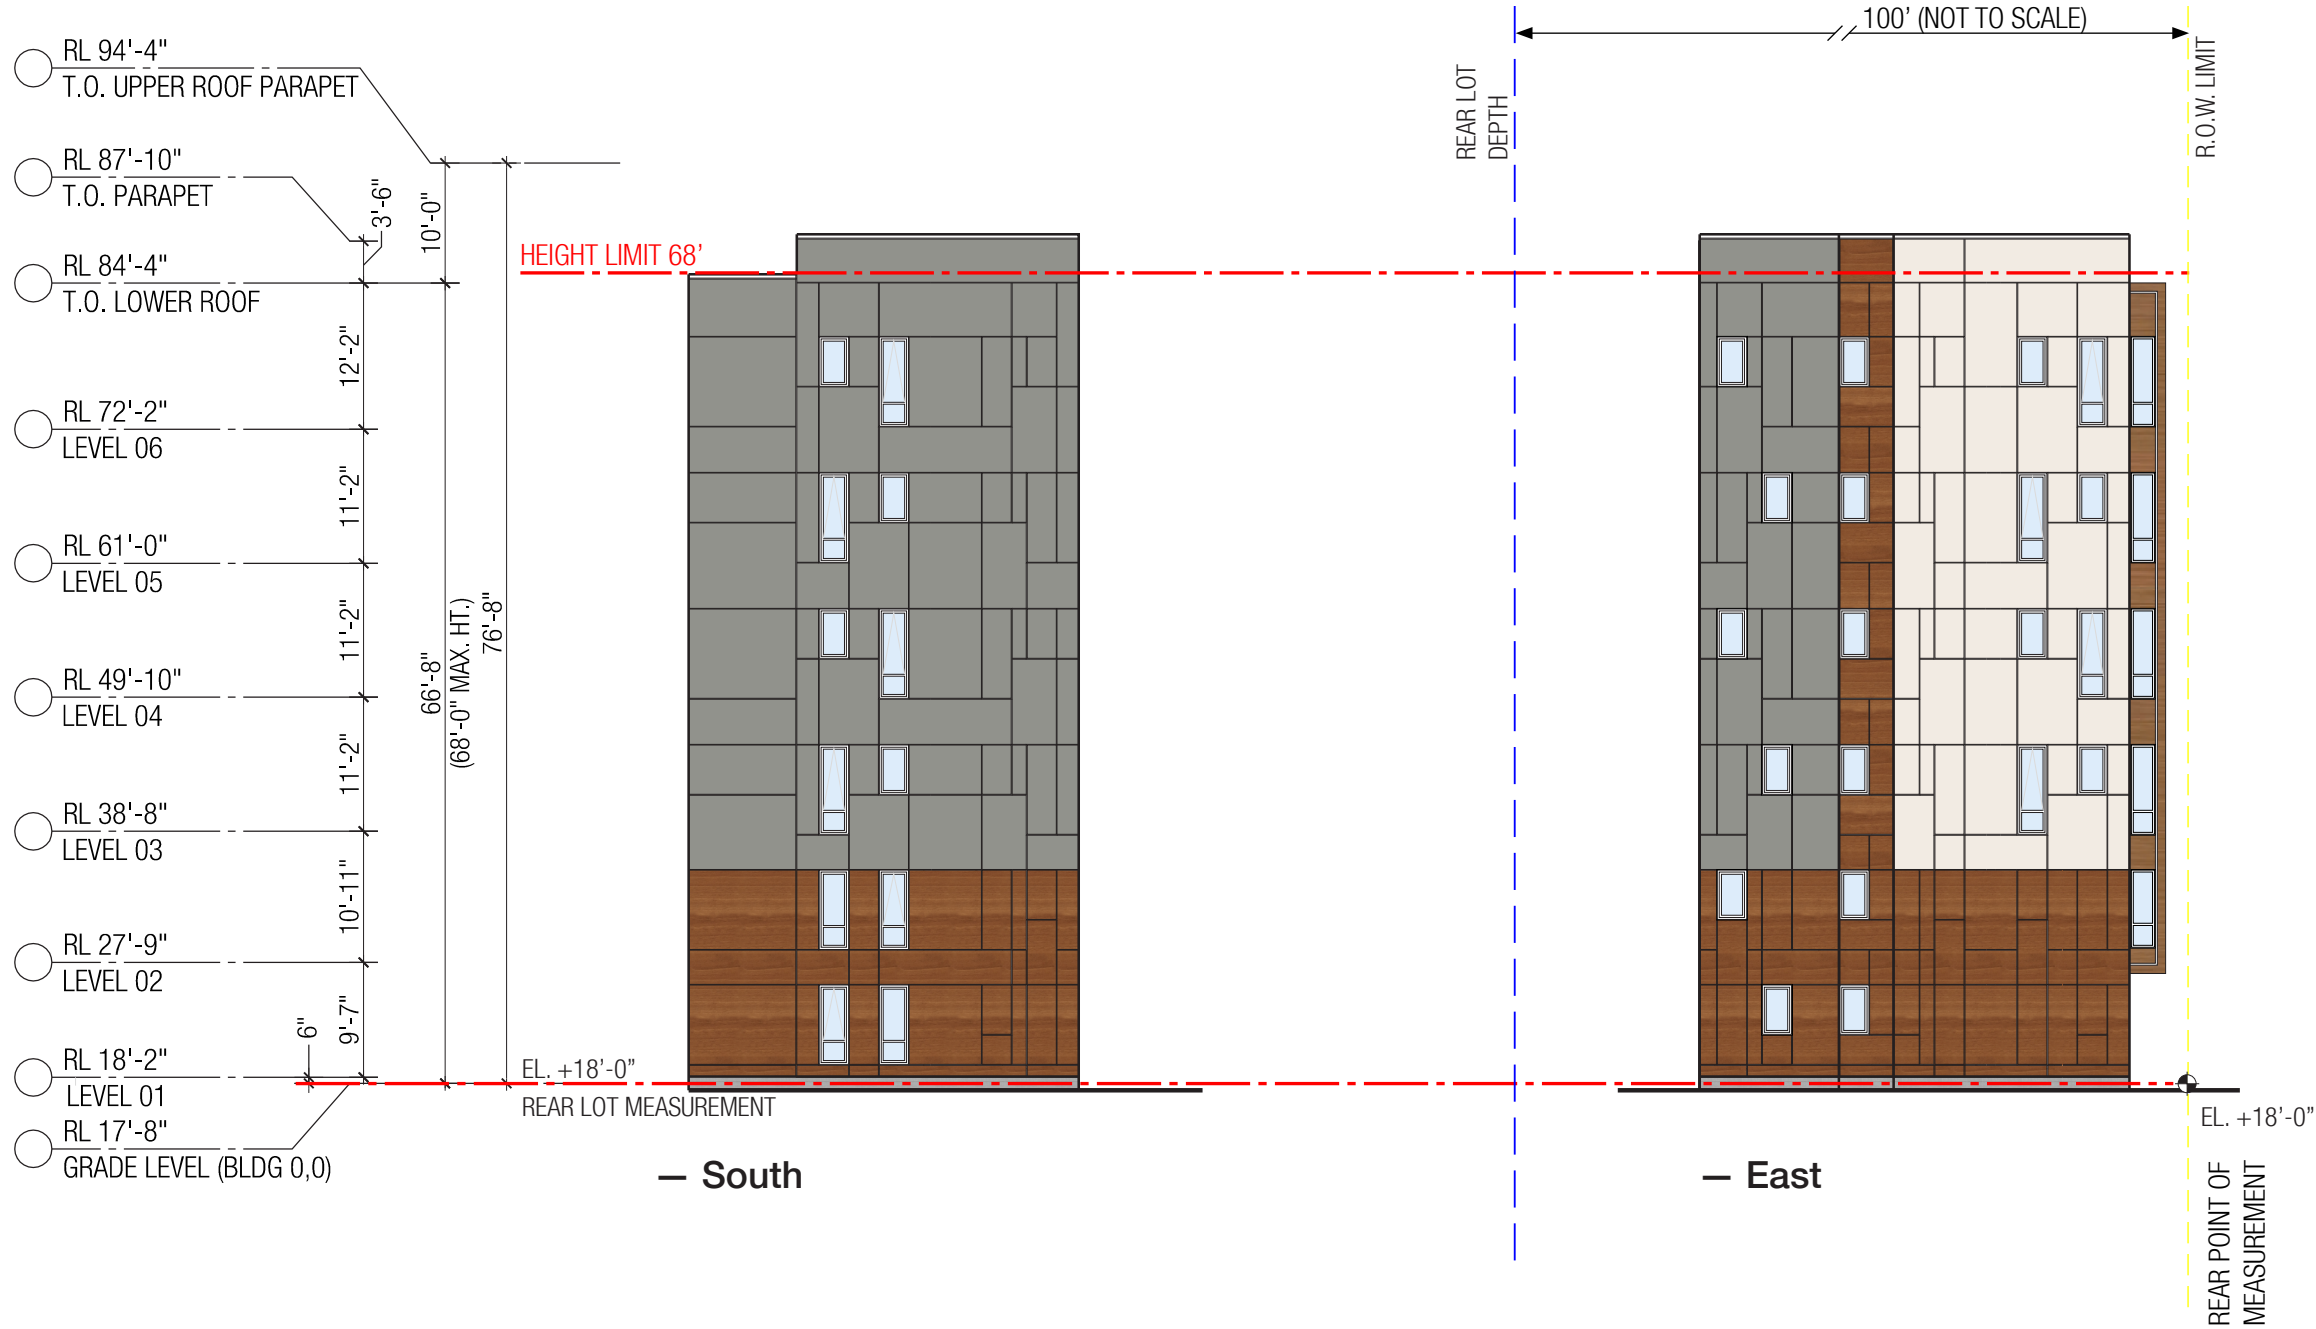 100' (NOT TO SCALE)
RL 94'-4"
T.O. UPPER ROOF PARAPET
REAR LOT
DEPTH
R.O.W. LIMIT
RL 87'-10"
T.O. PARAPET
3'-6"
10'-0"
RL 84'-4"
T.O. LOWER ROOF
HEIGHT LIMIT 68'
12'-2"
RL 72'-2"
LEVEL 06
11'-2"
RL 61'-0"
LEVEL 05
11'-2"
66'-8"
(68'-0" MAX. HT.)
76'-8"
RL 49'-10"
LEVEL 04
11'-2"
RL 38'-8"
LEVEL 03
10'-11"
RL 27'-9"
LEVEL 02
9'-7"
6"
RL 18'-2"
LEVEL 01
EL. +18'-0”
REAR LOT MEASUREMENT
RL 17'-8"
GRADE LEVEL (BLDG 0,0)
EL. +18'-0”
— South
— East
REAR POINT OF
MEASUREMENT